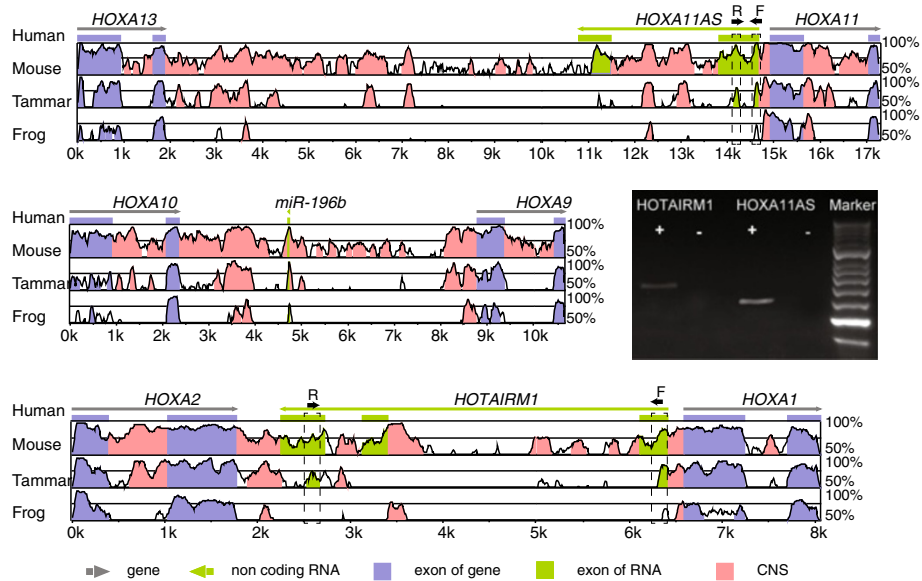 HOXA13 HOXA11AS R F HOXA11
Human
100%
Mouse 50%
100%
Tammar 50%
100%
Frog 50%
0k 1k 2k 3k 4k 5k 6k 7k 8k 9k 10k 11k 12k 13k 14k 15k 16k 17k
HOXA10 miR-196b HOXA9
Human
100%
Mouse 50%
100%
Tammar 50%
100%
Frog 50%
0k 1k 2k 3k 4k 5k 6k 7k 8k 9k 10k
HOTAIRM1 HOXA11AS Marker
+ - + -
HOXA2 R HOTAIRM1 F HOXA1
Human
100%
Mouse 50%
100%
Tammar 50%
100%
Frog 50%
0k 1k 2k 3k 4k 5k 6k 7k 8k
gene non coding RNA exon of gene exon of RNA CNS